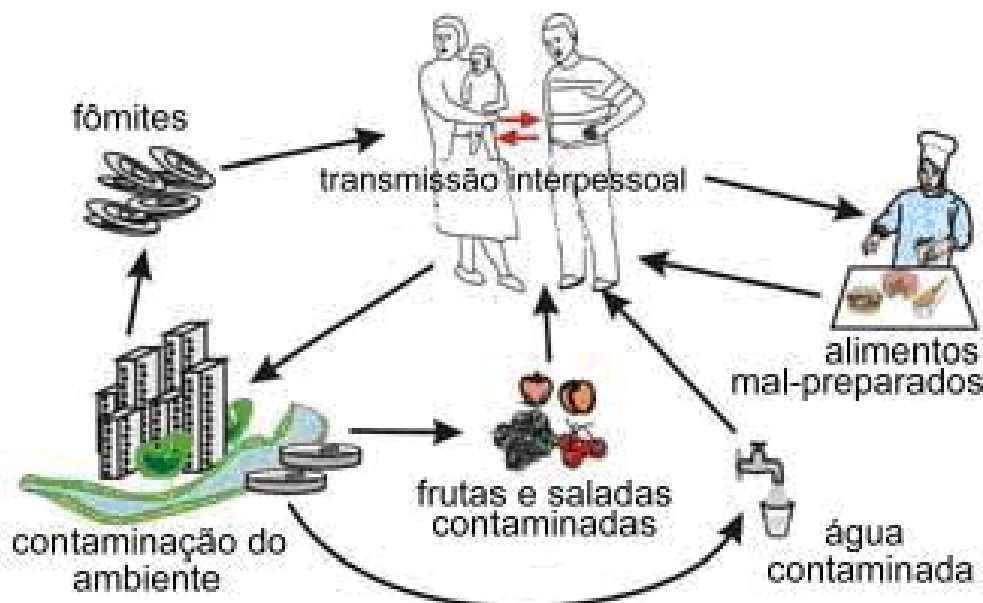 fômites
transmissão interpessoal
alimentos
mal-preparados
frutas e saladas
contaminadas
água
contaminada
contaminação do
ambiente